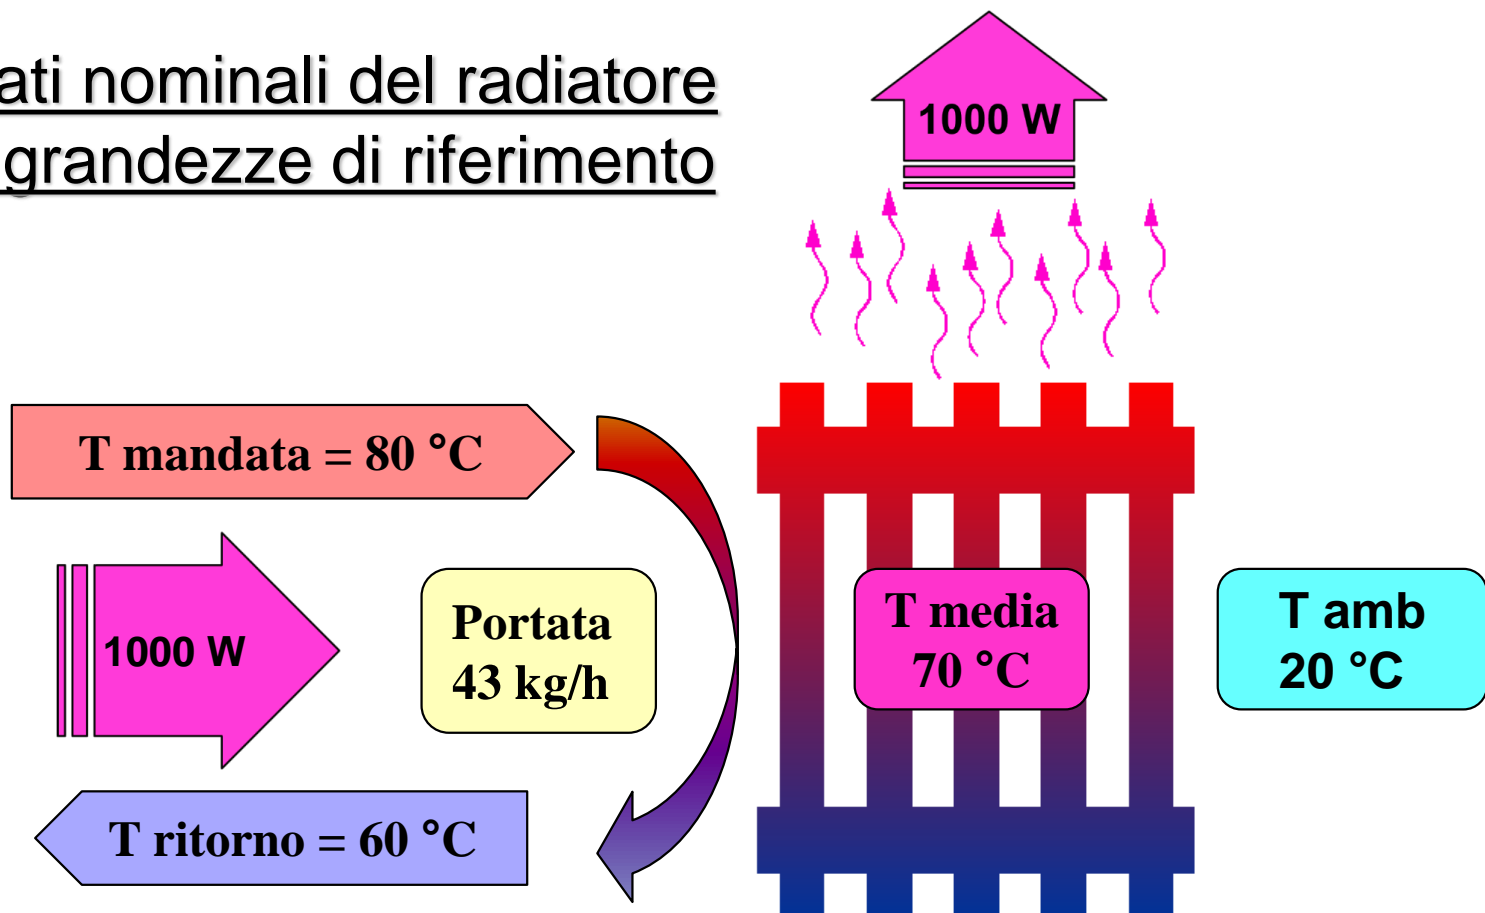 ati nominali del radiatore
grandezze di riferimento
1000 W
T mandata = 80 °C
1000 W
Portata
43 kg/h
T media
70 °C
T amb
20 °C
T ritorno = 60 °C